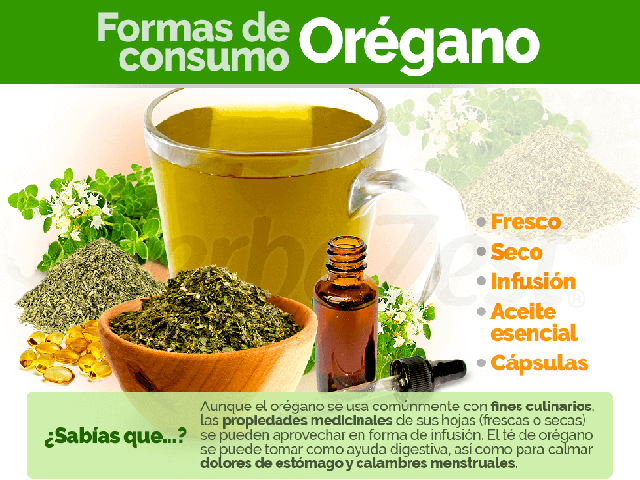 Formas de
consumo Orégano
• Fresco
• Seco
• Infusión
• Aceite
esencial
• Cápsulas
HerbaZest®
¿Sabías que...?
Aunque el orégano se usa comúnmente con fines culinarios,
las propiedades medicinales de sus hojas (frescas o secas)
se pueden aprovechar en forma de infusión. El té de orégano
se puede tomar como ayuda digestiva, así como para calmar
dolores de estómago y calambres menstruales.